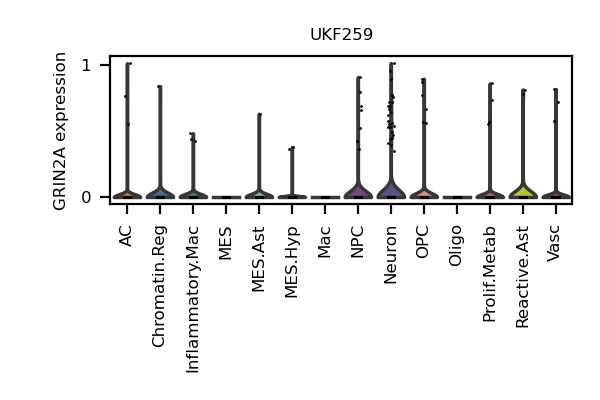 UKF259
GRIN2A expression
1
0
AC
Chromatin.Reg
Inflammatory.Mac
MES
MES.Ast
MES.Hyp
Mac
NPC
Neuron
OPC
Oligo
Prolif.Metab
Reactive.Ast
Vasc